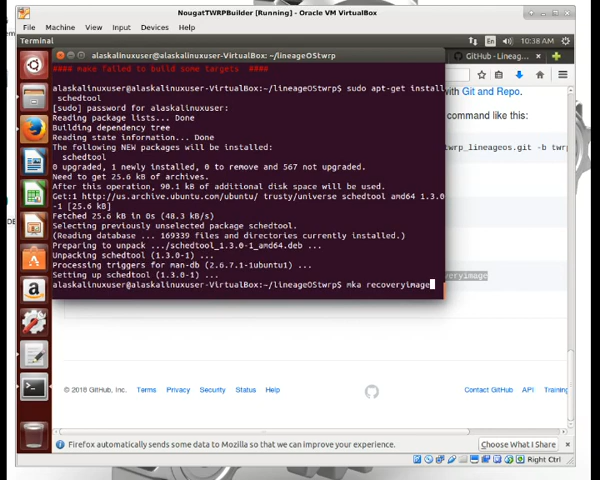 NougatTWRPBuilder [Running] - Oracle VM VirtualBox
File Machine View Input Devices Help
Terminal
En
10:38 AM
alaskalinuxuser@alaskalinuxuser-VirtualBox: ~/lineageOStwrp
GitHub - Lineag...
#### make failed to build some targets ####
with Git and Repo.
alaskalinuxuser@alaskalinuxuser-VirtualBox:~/lineageOStwrp$ sudo apt-get install
schedtool
command like this:
[sudo] password for alaskalinuxuser:
Reading package lists... Done
Building dependency tree
Reading state information... Done
twrp_lineageos.git -b twrp
The following NEW packages will be installed:
schedtool
0 upgraded, 1 newly installed, 0 to remove and 567 not upgraded.
Need to get 25.6 kB of archives.
After this operation, 90.1 kB of additional disk space will be used.
Get:1 http://us.archive.ubuntu.com/ubuntu/ trusty/universe schedtool amd64 1.3.0
-1 [25.6 kB]
Fetched 25.6 kB in 0s (48.3 kB/s)
Selecting previously unselected package schedtool.
(Reading database ... 169339 files and directories currently installed.)
Preparing to unpack .../schedtool_1.3.0-1_amd64.deb ...
Unpacking schedtool (1.3.0-1) ...
Processing triggers for man-db (2.6.7.1-1ubuntu1) ...
Setting up schedtool (1.3.0-1) ...
alaskalinuxuser@alaskalinuxuser-VirtualBox:~/lineageOStwrp$ mka recoveryimage
veryimage
© 2018 GitHub, Inc. Terms Privacy Security Status Help
Contact GitHub API Training
Firefox automatically sends some data to Mozilla so that we can improve your experience.
Choose What I Share
Right Ctrl